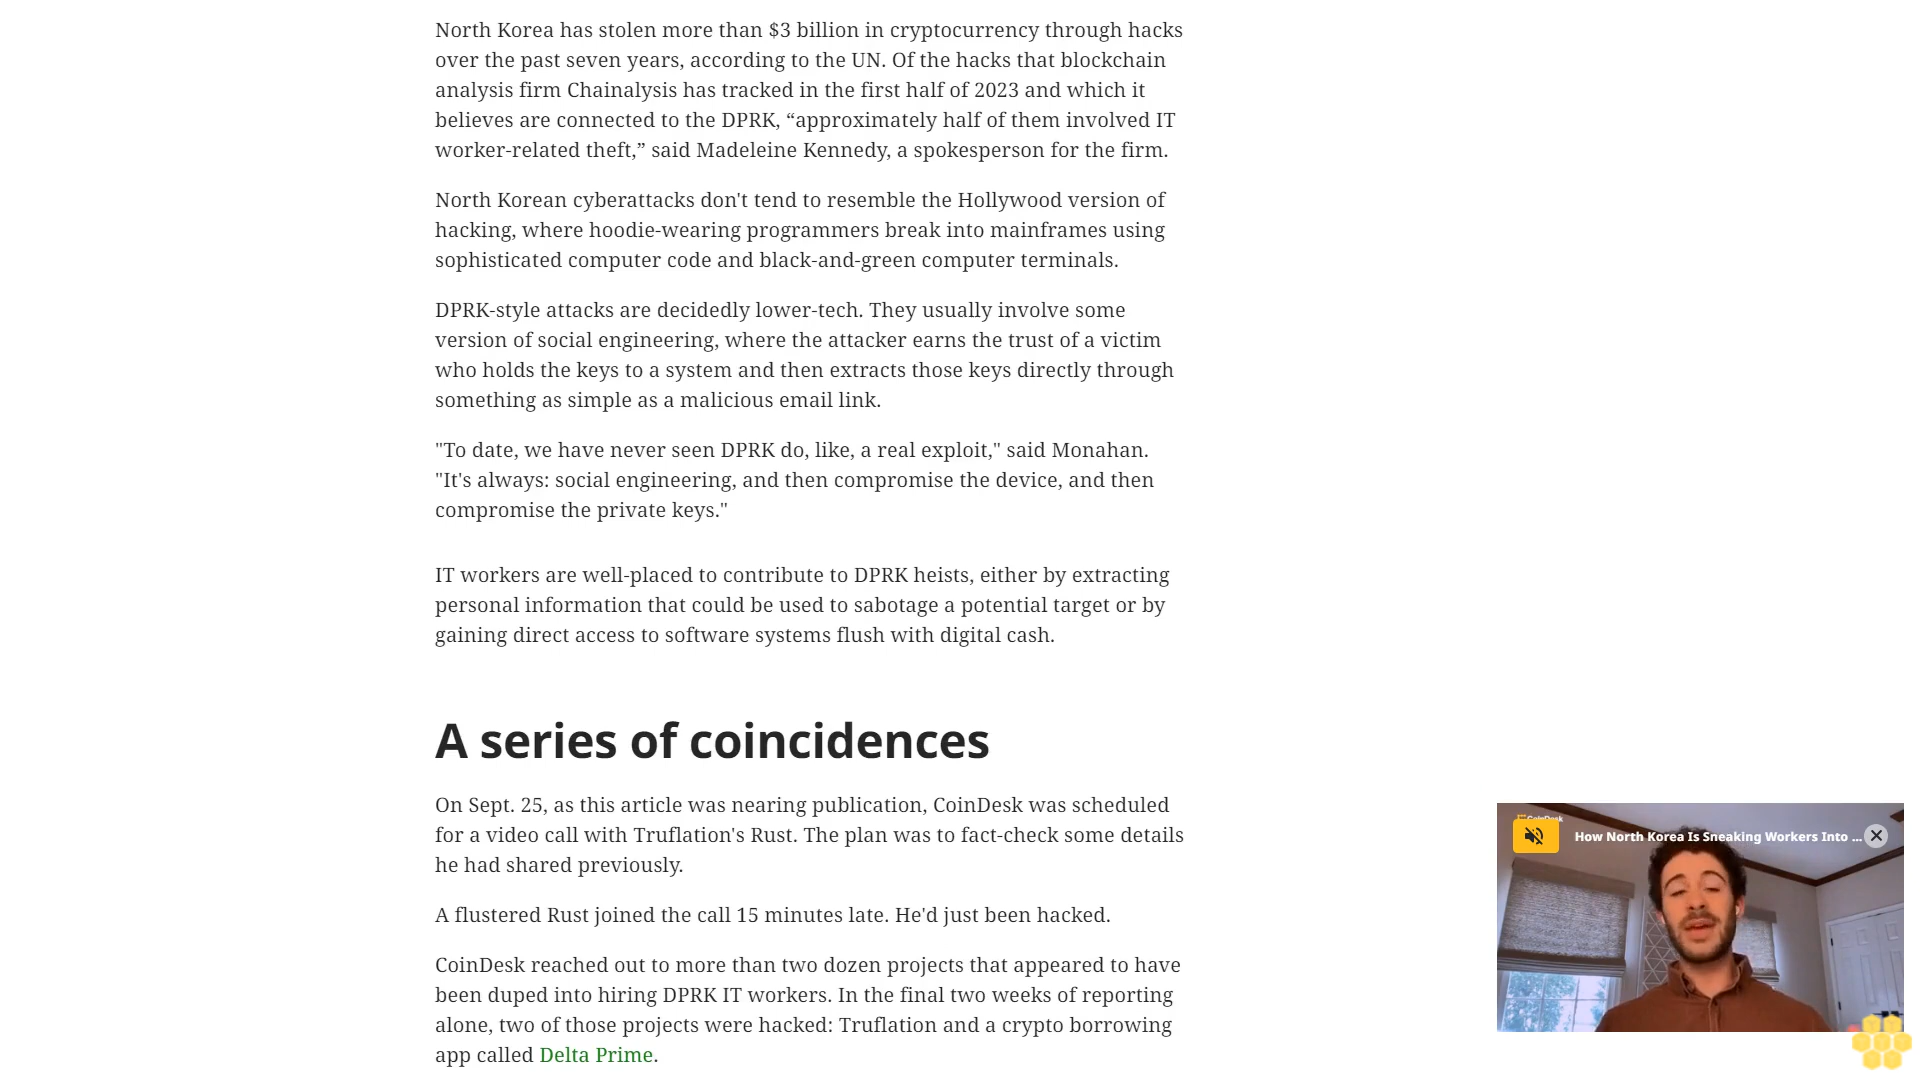 North Korea has stolen more than $3 billion in cryptocurrency through hacks
over the past seven years, according to the UN. Of the hacks that blockchain
analysis firm Chainalysis has tracked in the first half of 2023 and which it
believes are connected to the DPRK, “approximately half of them involved IT
worker-related theft,” said Madeleine Kennedy, a spokesperson for the firm.
North Korean cyberattacks don't tend to resemble the Hollywood version of
hacking, where hoodie-wearing programmers break into mainframes using
sophisticated computer code and black-and-green computer terminals.
DPRK-style attacks are decidedly lower-tech. They usually involve some
version of social engineering, where the attacker earns the trust of a victim
who holds the keys to a system and then extracts those keys directly through
something as simple as a malicious email link.
"To date, we have never seen DPRK do, like, a real exploit," said Monahan.
"It's always: social engineering, and then compromise the device, and then
compromise the private keys."
IT workers are well-placed to contribute to DPRK heists, either by extracting
personal information that could be used to sabotage a potential target or by
gaining direct access to software systems flush with digital cash.
A series of coincidences
On Sept. 25, as this article was nearing publication, CoinDesk was scheduled
for a video call with Truflation's Rust. The plan was to fact-check some details
he had shared previously.
A flustered Rust joined the call 15 minutes late. He'd just been hacked.
CoinDesk reached out to more than two dozen projects that appeared to have
been duped into hiring DPRK IT workers. In the final two weeks of reporting
alone, two of those projects were hacked: Truflation and a crypto borrowing
app called Delta Prime.
CoinDesk
How North Korea Is Sneaking Workers Into ...